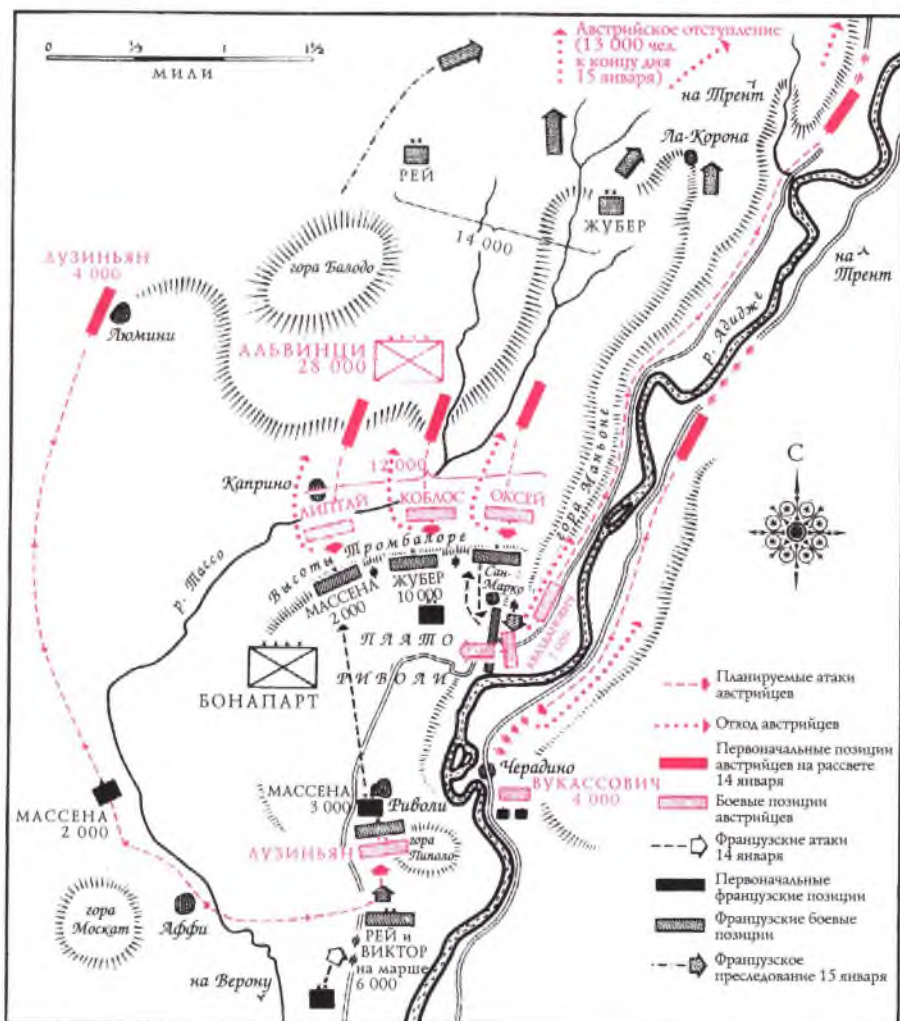 0 ½ 1 1½
МИЛИ
Австрийское отступление
(13 000 чел.
к концу дня
15 января)
на Трент
Ла-Корона
РЕЙ
ЖУБЕР
14 000
на
Трент
гора Балодо
ЛУЗИНЬЯН
4 000
Люмини
АЛЬВИНЦИ
28 000
р. Адидже
С
Каприно
12 000
ЛИПТАЙ
КОБЛОС
ОКСЕЙ
гора Маньоне
р. Тассо
Высоты Тромбалоре
МАССЕНА
2 000
ЖУБЕР
10 000
Сан-
Марко
ПЛАТО
РИВОЛИ
БОНАПАРТ
Черадино
ВУКАССОВИЧ
4 000
МАССЕНА
3 000
Риволи
МАССЕНА
2 000
ЛУЗИНЬЯН
гора
Пиполо
гора
Москат
Аффи
на Верону
РЕЙ и
ВИКТОР
на марше
6 000
Планируемые атаки
австрийцев
Отход австрийцев
Первоначальные позиции
австрийцев на рассвете
14 января
Боевые позиции
австрийцев
Французские атаки
14 января
Первоначальные
французские позиции
Французские боевые
позиции
Французское
преследование 15 января